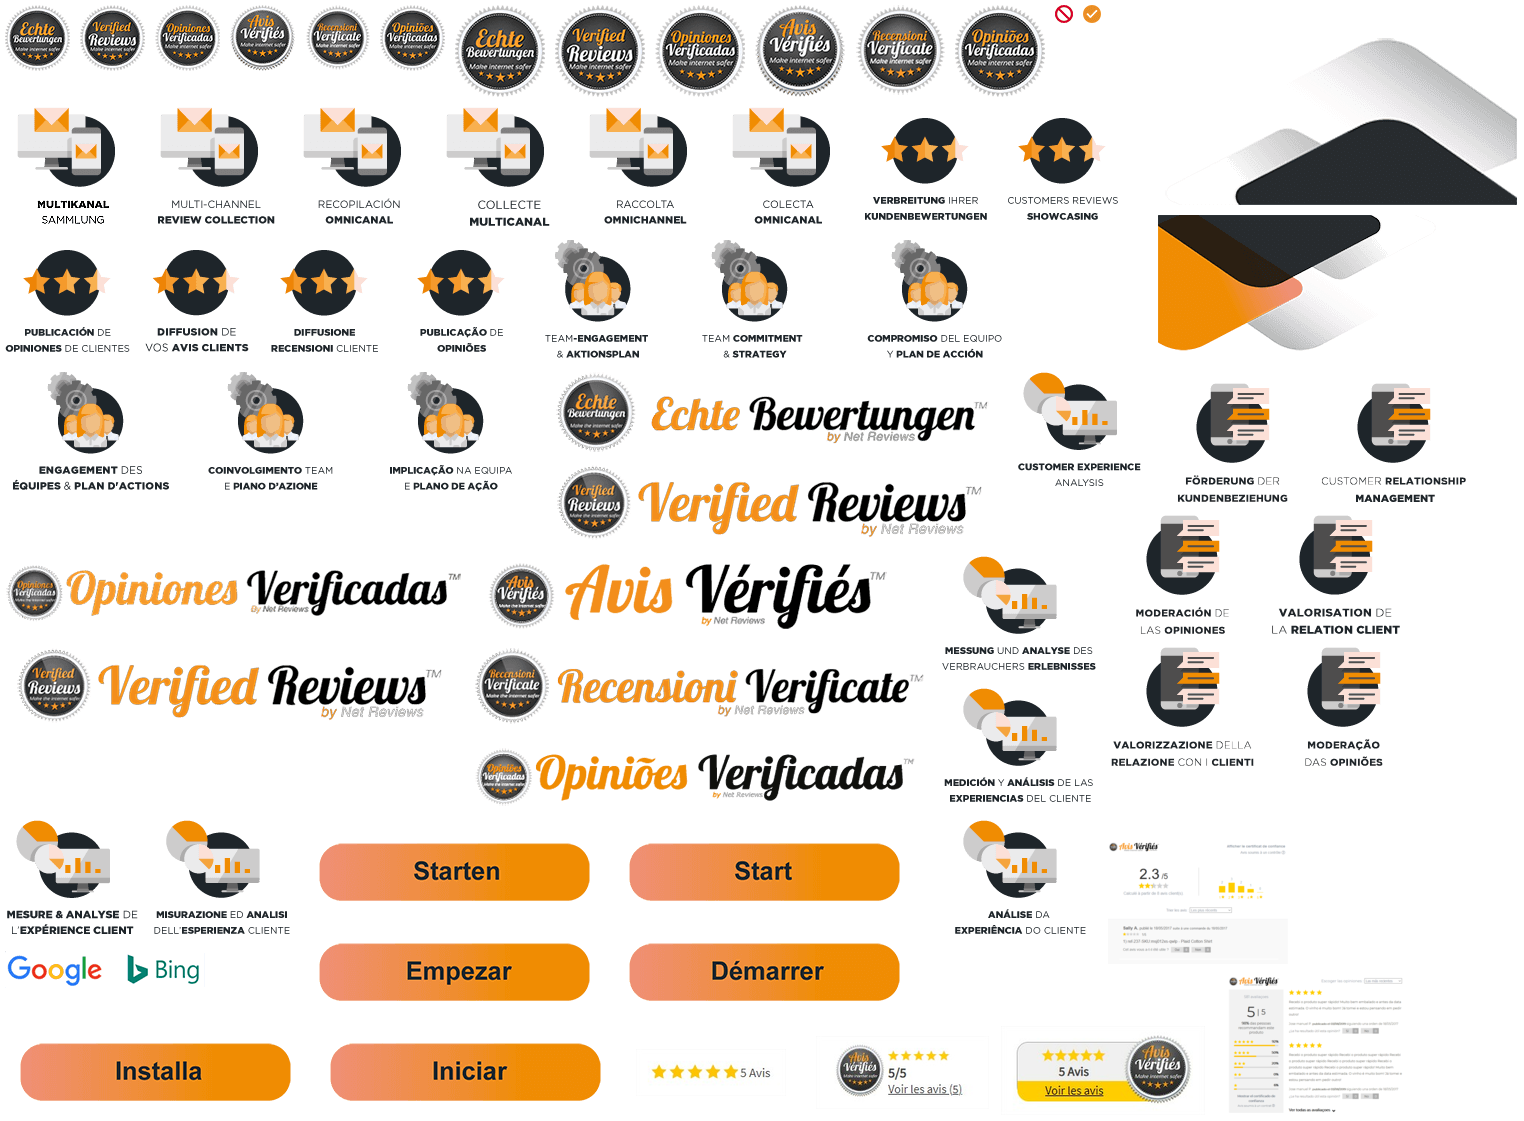 Echte
Bewertungen
Make internet safer
Verified
Reviews
Make internet safer
Opiniones
Verificadas
Make internet safer
Avis
Vérifiés
Make internet safer
Recensioni
Verificate
Make internet safer
Opiniões
Verificadas
Make internet safer
Echte
Bewertungen
Make internet safer
Verified
Reviews
Make internet safer
Opiniones
Verificadas
Make internet safer
Avis
Vérifiés
Make internet safer
Recensioni
Verificate
Make internet safer
Opiniões
Verificadas
Make internet safer
MULTIKANAL
SAMMLUNG
MULTI-CHANNEL
REVIEW COLLECTION
RECOPILACIÓN
OMNICANAL
COLLECTE
MULTICANAL
RACCOLTA
OMNICHANNEL
COLECTA
OMNICANAL
VERBREITUNG IHRER
KUNDENBEWERTUNGEN
CUSTOMERS REVIEWS
SHOWCASING
PUBLICACIÓN DE
OPINIONES DE CLIENTES
DIFFUSION DE
VOS AVIS CLIENTS
DIFFUSIONE
RECENSIONI CLIENTE
PUBLICAÇÃO DE
OPINIÕES
TEAM-ENGAGEMENT
& AKTIONSPLAN
TEAM COMMITMENT
& STRATEGY
COMPROMISO DEL EQUIPO
Y PLAN DE ACCIÓN
ENGAGEMENT DES
ÉQUIPES & PLAN D'ACTIONS
COINVOLGIMENTO TEAM
E PIANO D'AZIONE
IMPLICAÇÃO NA EQUIPA
E PLANO DE AÇÃO
Echte
Bewertungen
Make the internet safer
Echte Bewertungen™
by Net Reviews
CUSTOMER EXPERIENCE
ANALYSIS
FÖRDERUNG DER
KUNDENBEZIEHUNG
CUSTOMER RELATIONSHIP
MANAGEMENT
Verified
Reviews
Make the internet safer
Verified Reviews™
by Net Reviews
Opiniones
Verificadas
Make the internet safer
Opiniones Verificadas™
By Net Reviews
Avis
Vérifiés
Make the internet safer
Avis Vérifiés™
by Net Reviews
MESSUNG UND ANALYSE DES
VERBRAUCHERS ERLEBNISSES
MODERACIÓN DE
LAS OPINIONES
VALORISATION DE
LA RELATION CLIENT
Verified
Reviews
Make the internet safer
Verified Reviews™
by Net Reviews
Recensioni
Verificate
Make the internet safer
Recensioni Verificate™
by Net Reviews
Opiniões
Verificadas
Make the internet safer
Opiniões Verificadas™
by Net Reviews
MEDICIÓN Y ANÁLISIS DE LAS
EXPERIENCIAS DEL CLIENTE
VALORIZZAZIONE DELLA
RELAZIONE CON I CLIENTI
MODERAÇÃO
DAS OPINIÕES
MESURE & ANALYSE DE
L'EXPÉRIENCE CLIENT
MISURAZIONE ED ANALISI
DELL'ESPERIENZA CLIENTE
Starten
Start
ANÁLISE DA
EXPERIÊNCIA DO CLIENTE
Avis Vérifiés
2.3 /5
Google
Bing
Empezar
Démarrer
Avis Vérifiés
5 | 5
Installa
Iniciar
5 Avis
Avis
Vérifiés
Make internet safer
5/5
Voir les avis (5)
5 Avis
Voir les avis
Avis
Vérifiés
Make internet safer